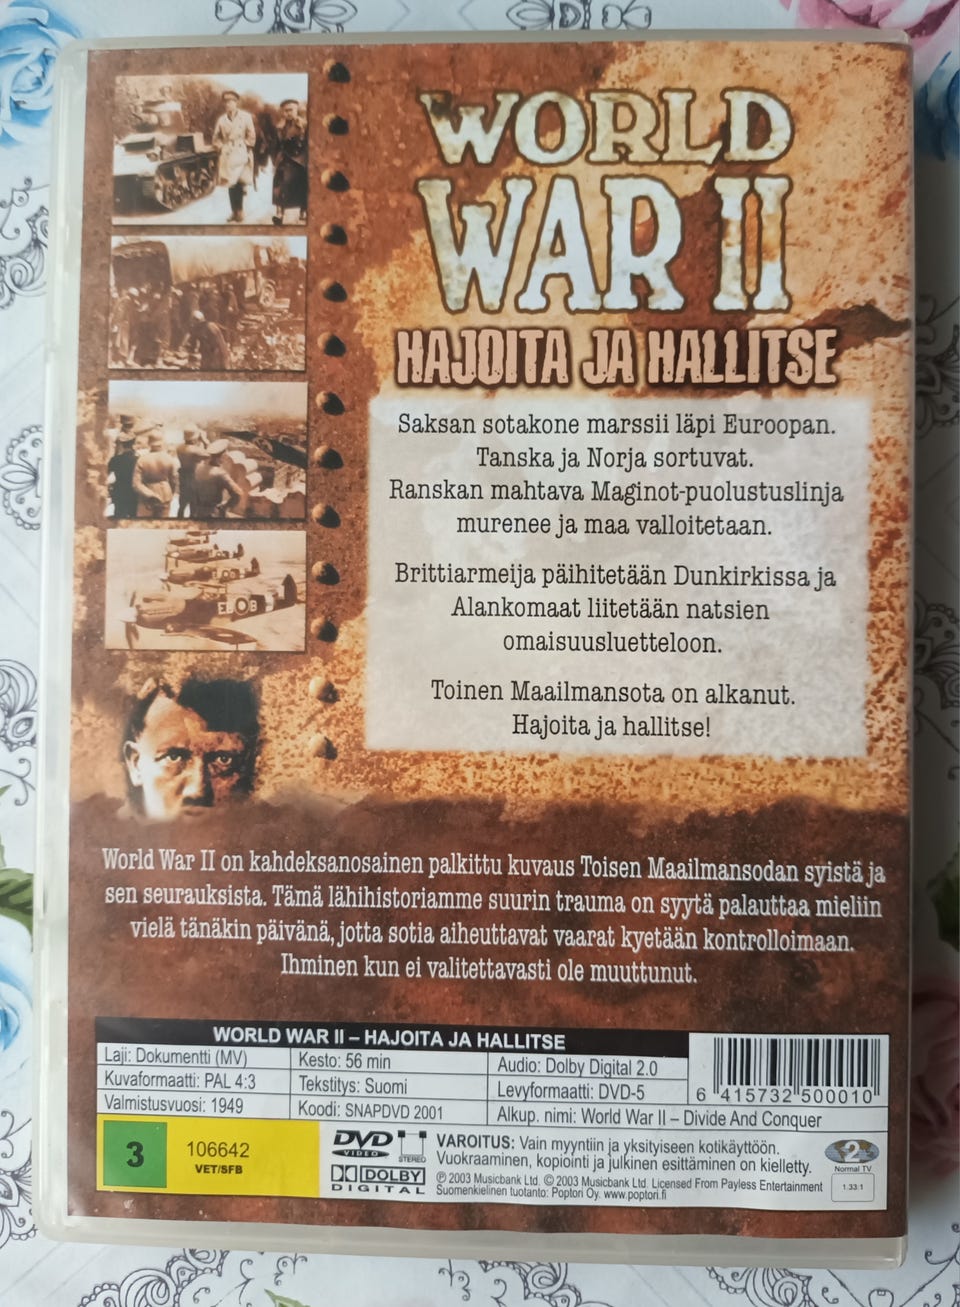 WORLD
WAR II
HAJOITA JA HALLITSE
Saksan sotakone marssii läpi Euroopan.
Tanska ja Norja sortuvat.
Ranskan mahtava Maginot-puolustuslinja
murenee ja maa valloitetaan.
Brittiarmeija päihitetään Dunkirkissa ja
Alankomaat liitetään natsien
omaisuusluetteloon.
Toinen Maailmansota on alkanut.
Hajoita ja hallitse!
World War II on kahdeksanosainen palkittu kuvaus Toisen Maailmansodan syistä ja
sen seurauksista. Tämä lähihistoriamme suurin trauma on syytä palauttaa mieliin
vielä tänäkin päivänä, jotta sotia aiheuttavat vaarat kyetään kontrolloimaan.
Ihminen kun ei valitettavasti ole muuttunut.
WORLD WAR II – HAJOITA JA HALLITSE
Laji: Dokumentti (MV)
Kuvaformaatti: PAL 4:3
Valmistusvuosi: 1949
Kesto: 56 min
Tekstitys: Suomi
Koodi: SNAPDVD 2001
Audio: Dolby Digital 2.0
Levyformaatti: DVD-5
Alkup. nimi: World War II – Divide And Conquer
6 415732 500010
3
106642
VET/SFB
DVD
VIDEO
STEREO
DOLBY
DIGITAL
VAROITUS: Vain myyntiin ja yksityiseen kotikäyttöön.
Vuokraaminen, kopiointi ja julkinen esittäminen on kielletty.
℗ 2003 Musicbank Ltd. © 2003 Musicbank Ltd. Licensed From Payless Entertainment
Suomenkielinen tuotanto: Poptori Oy. www.poptori.fi
2
Normal TV
1.33:1